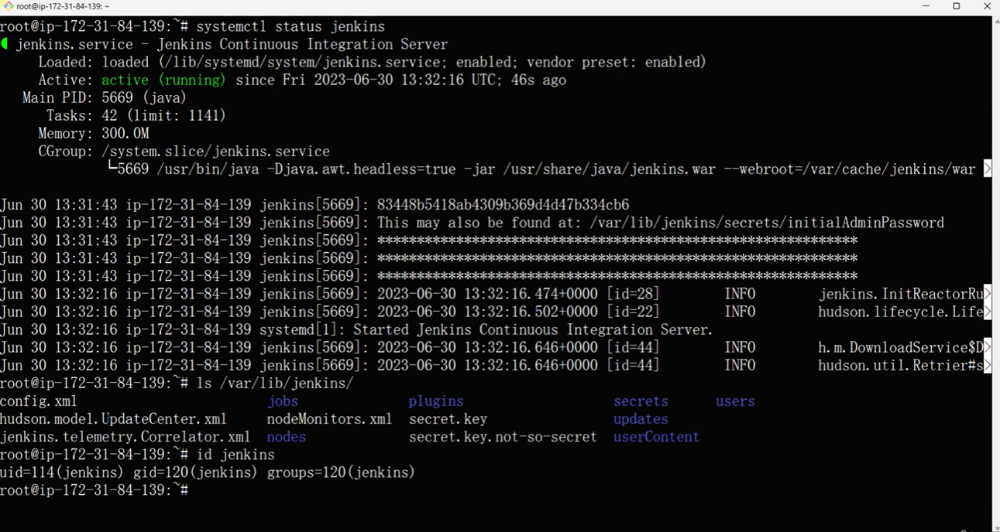 root@ip-172-31-84-139: ~
root@ip-172-31-84-139:~# systemctl status jenkins
jenkins.service - Jenkins Continuous Integration Server
Loaded: loaded (/lib/systemd/system/jenkins.service; enabled; vendor preset: enabled)
Active: active (running) since Fri 2023-06-30 13:32:16 UTC; 46s ago
Main PID: 5669 (java)
Tasks: 42 (limit: 1141)
Memory: 300.0M
CGroup: /system.slice/jenkins.service
└─5669 /usr/bin/java -Djava.awt.headless=true -jar /usr/share/java/jenkins.war --webroot=/var/cache/jenkins/war >
Jun 30 13:31:43 ip-172-31-84-139 jenkins[5669]: 83448b5418ab4309b369d4d47b334cb6
Jun 30 13:31:43 ip-172-31-84-139 jenkins[5669]: This may also be found at: /var/lib/jenkins/secrets/initialAdminPassword
Jun 30 13:31:43 ip-172-31-84-139 jenkins[5669]: *************************************************************
Jun 30 13:31:43 ip-172-31-84-139 jenkins[5669]: *************************************************************
Jun 30 13:31:43 ip-172-31-84-139 jenkins[5669]: *************************************************************
Jun 30 13:32:16 ip-172-31-84-139 jenkins[5669]: 2023-06-30 13:32:16.474+0000 [id=28] INFO jenkins.InitReactorRu>
Jun 30 13:32:16 ip-172-31-84-139 jenkins[5669]: 2023-06-30 13:32:16.502+0000 [id=22] INFO hudson.lifecycle.Life>
Jun 30 13:32:16 ip-172-31-84-139 systemd[1]: Started Jenkins Continuous Integration Server.
Jun 30 13:32:16 ip-172-31-84-139 jenkins[5669]: 2023-06-30 13:32:16.646+0000 [id=44] INFO h.m.DownloadService$D>
Jun 30 13:32:16 ip-172-31-84-139 jenkins[5669]: 2023-06-30 13:32:16.646+0000 [id=44] INFO hudson.util.Retrier#s>
root@ip-172-31-84-139:~# ls /var/lib/jenkins/
config.xml jobs plugins secrets users
hudson.model.UpdateCenter.xml nodeMonitors.xml secret.key updates
jenkins.telemetry.Correlator.xml nodes secret.key.not-so-secret userContent
root@ip-172-31-84-139:~# id jenkins
uid=114(jenkins) gid=120(jenkins) groups=120(jenkins)
root@ip-172-31-84-139:~#